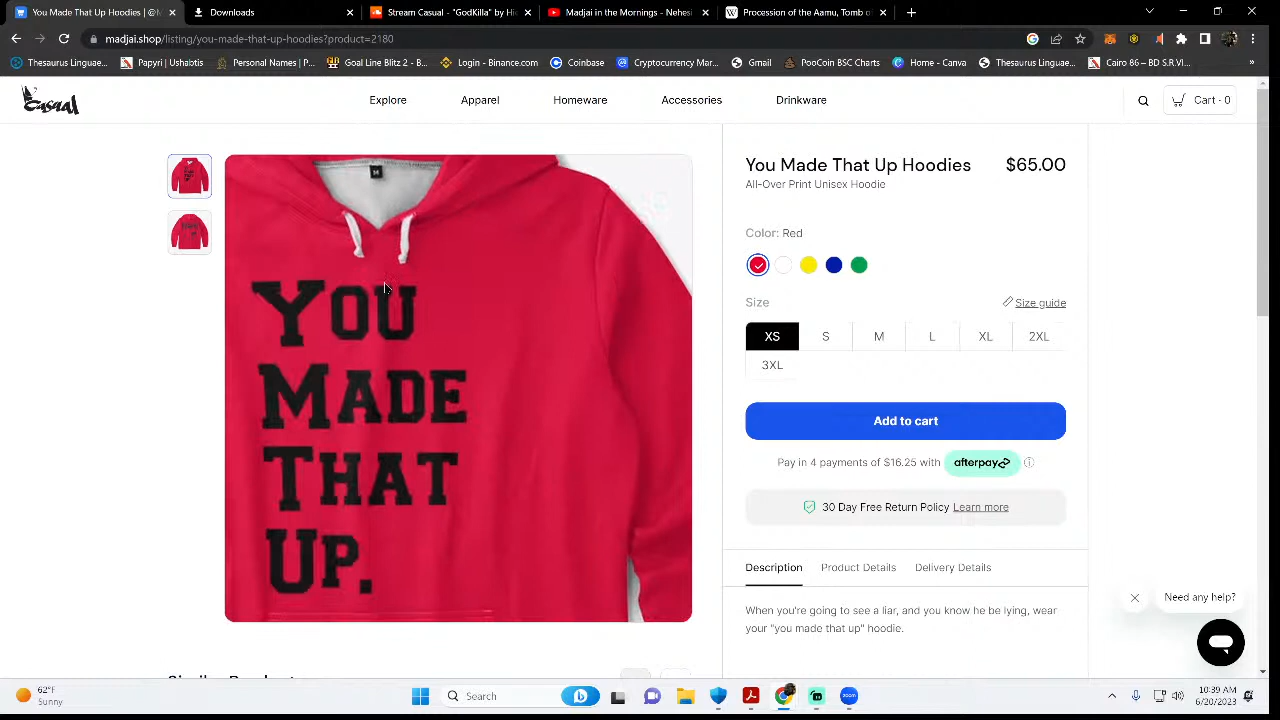 You Made That Up Hoodies | @M
Downloads
Stream Casual - "GodKilla" by Hi
Madjai in the Mornings - Nehesi
Procession of the Aamu, Tomb of
madjai.shop/listing/you-made-that-up-hoodies?product=2180
Thesaurus Linguae...
Papyri | Ushabtis
Personal Names | P...
Goal Line Blitz 2 - B...
Login - Binance.com
Coinbase
Cryptocurrency Mar...
Gmail
PooCoin BSC Charts
Home - Canva
Thesaurus Linguae...
Cairo 86 – BD S.R.V|...
»
Casual
Explore
Apparel
Homeware
Accessories
Drinkware
Cart · 0
You Made That Up Hoodies
$65.00
All-Over Print Unisex Hoodie
Color: Red
Size
Size guide
XS
S
M
L
XL
2XL
3XL
Add to cart
Pay in 4 payments of $16.25 with afterpay
30 Day Free Return Policy Learn more
Description
Product Details
Delivery Details
When you're going to see a liar, and you know he be lying, wear
your "you made that up" hoodie.
Need any help?
M
YOU
MADE
THAT
UP.
62°F
Sunny
Search
zoom
10:39 AM
6/20/2023